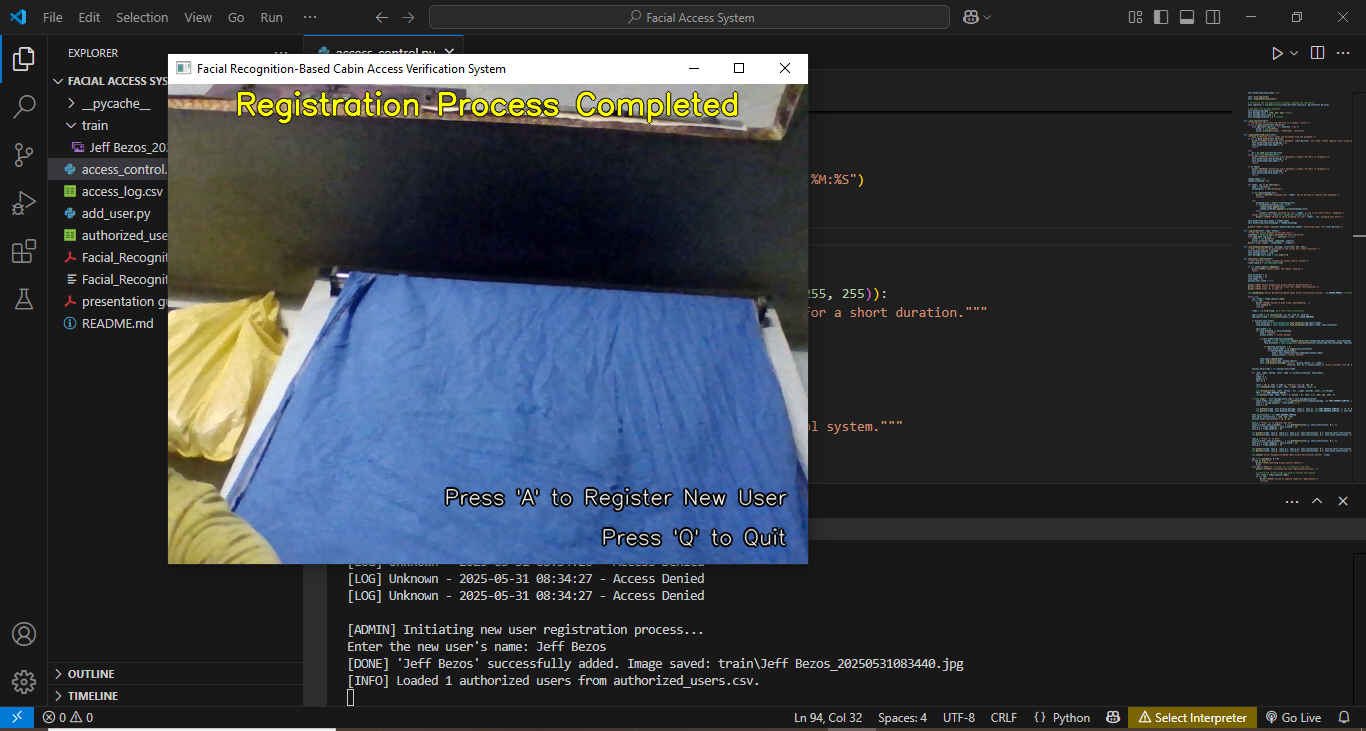 File Edit Selection View Go Run ··· Facial Access System
EXPLORER
FACIAL ACCESS SYS
__pycache__
train
Jeff Bezos_20
access_control.
access_log.csv
add_user.py
authorized_use
Facial_Recognit
Facial_Recognit
presentation gu
README.md
OUTLINE
TIMELINE
access_control.py
Facial Recognition-Based Cabin Access Verification System
Registration Process Completed
Press 'A' to Register New User
Press 'Q' to Quit
%M:%S")
255, 255)):
or a short duration."""
ol system."""
[LOG] Unknown - 2025-05-31 08:34:27 - Access Denied
[LOG] Unknown - 2025-05-31 08:34:27 - Access Denied
[ADMIN] Initiating new user registration process...
Enter the new user's name: Jeff Bezos
[DONE] 'Jeff Bezos' successfully added. Image saved: train\Jeff Bezos_20250531083440.jpg
[INFO] Loaded 1 authorized users from authorized_users.csv.
0 0 Ln 94, Col 32 Spaces: 4 UTF-8 CRLF {} Python Select Interpreter Go Live